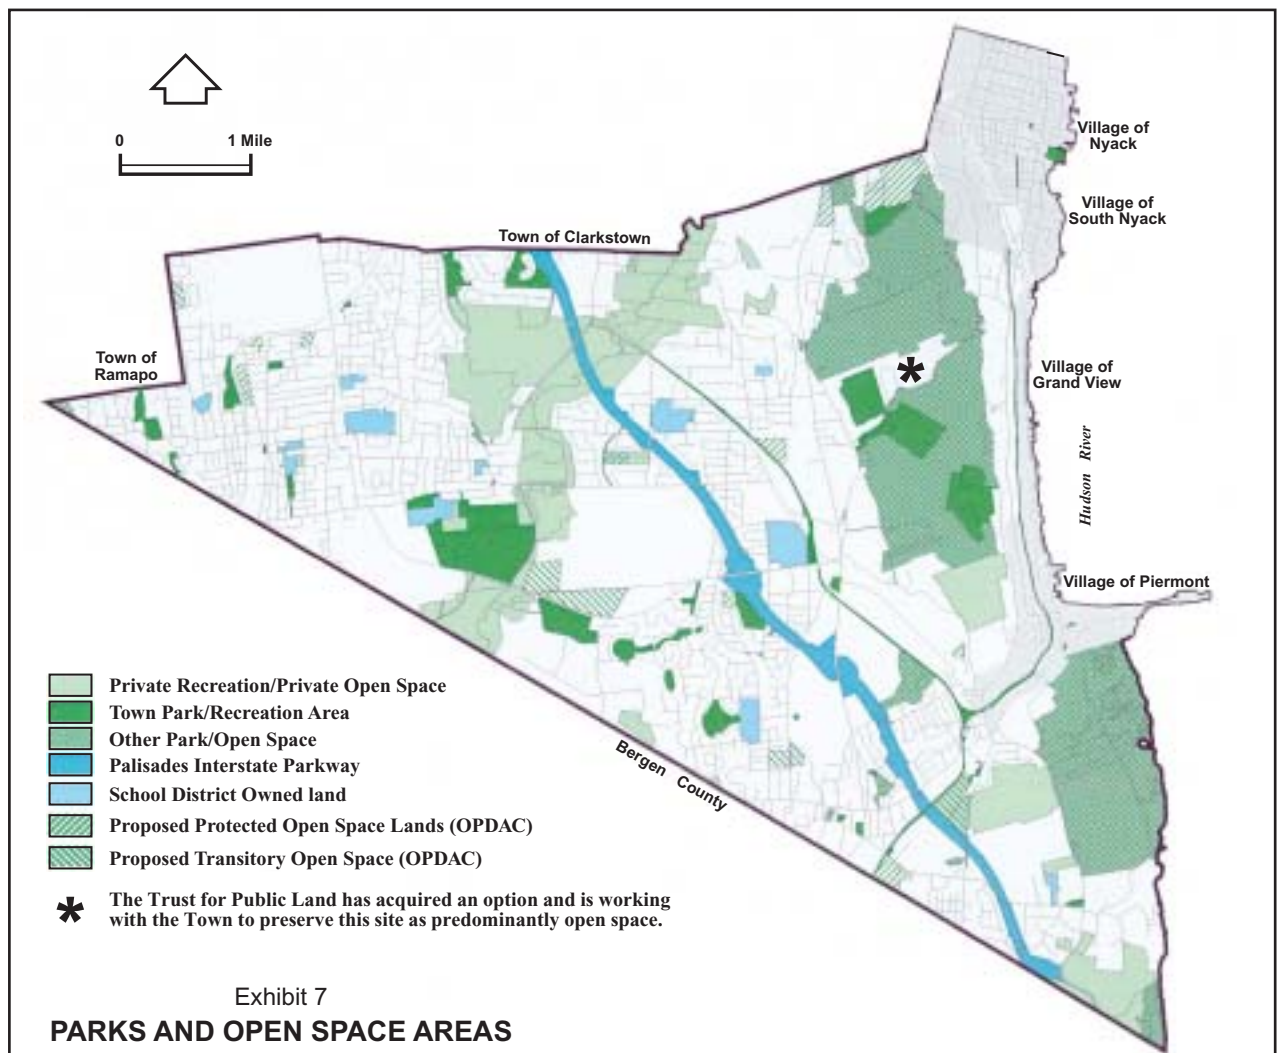 0 1 Mile
Village of
Nyack
Village of
South Nyack
Town of Clarkstown
Town of
Ramapo
Village of
Grand View
Hudson River
Village of Piermont
Bergen County
Private Recreation/Private Open Space
Town Park/Recreation Area
Other Park/Open Space
Palisades Interstate Parkway
School District Owned land
Proposed Protected Open Space Lands (OPDAC)
Proposed Transitory Open Space (OPDAC)
* The Trust for Public Land has acquired an option and is working
with the Town to preserve this site as predominantly open space.
Exhibit 7
PARKS AND OPEN SPACE AREAS